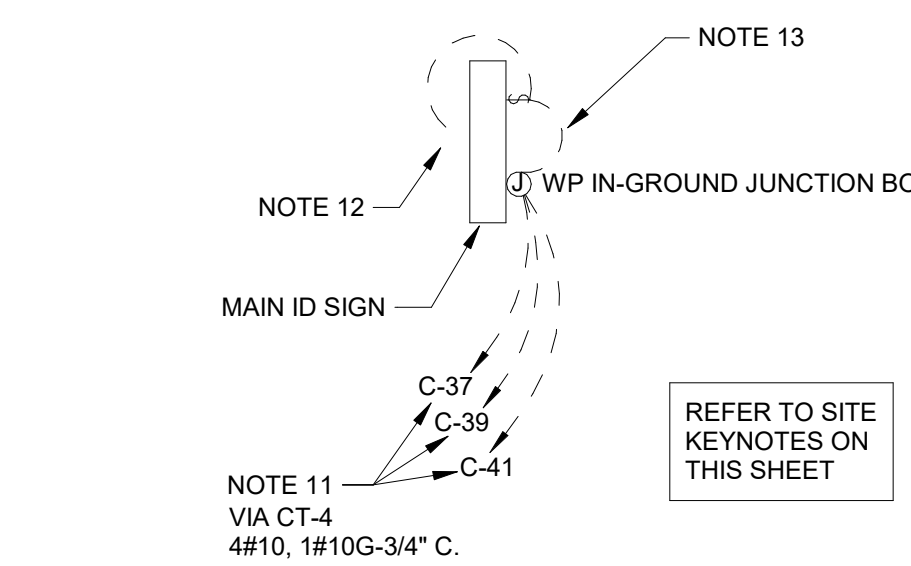 NOTE 13
S
J
WP IN-GROUND JUNCTION
NOTE 12
MAIN ID SIGN
C-37
C-39
C-41
REFER TO SITE
KEYNOTES ON
THIS SHEET
NOTE 11
VIA CT-4
4#10, 1#10G-3/4" C.